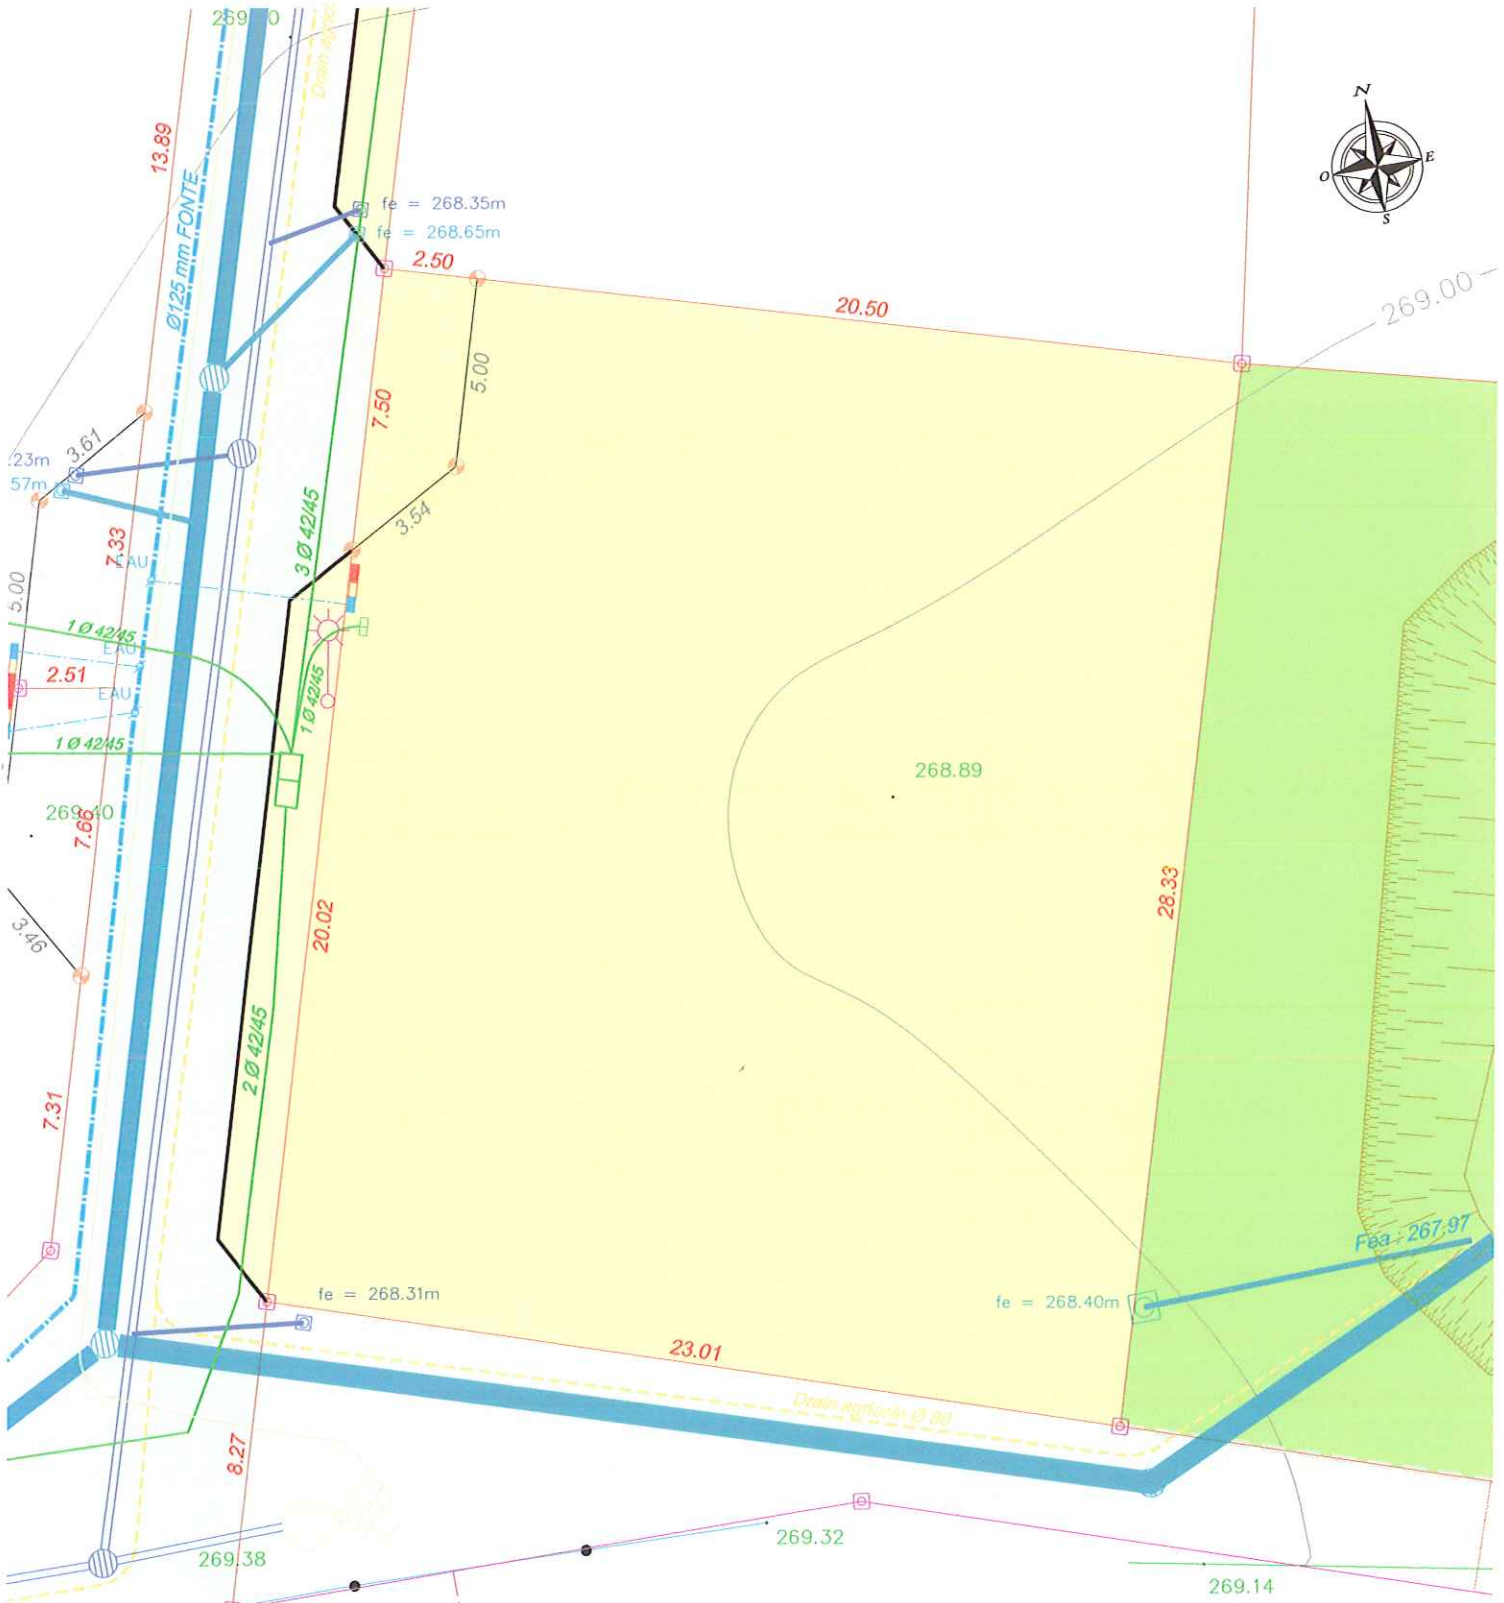 269.
Drain agricole
13.89
Ø125 mm FONTE
N
E
O
S
fe = 268.35m
fe = 268.65m
2.50
20.50
269.00
5.00
7.50
3.61
.23m
57m
3.54
3 Ø 42/45
7.33
EAU
5.00
1 Ø 42/45
EAU
2.51
EAU
1 Ø 42/45
1 Ø 42/45
268.89
269.40
7.66
28.33
20.02
3.46
2 Ø 42/45
7.31
Fea : 267.97
fe = 268.31m
fe = 268.40m
23.01
Drain agricole Ø 80
8.27
269.38
269.32
269.14